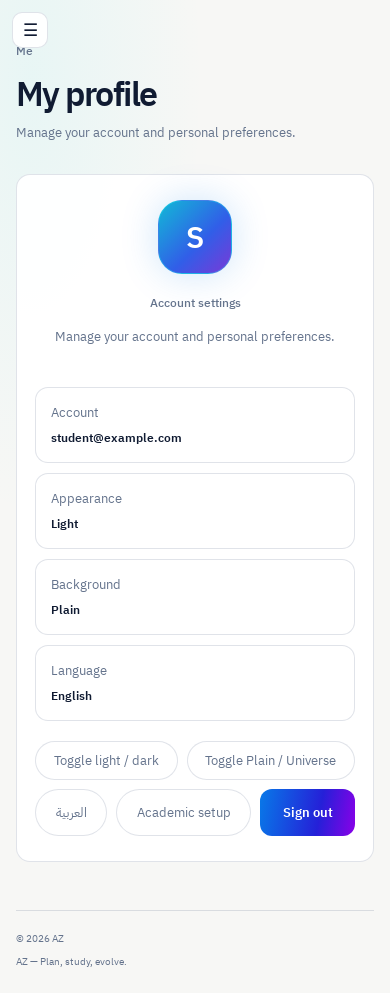 ☰
Me
My profile
Manage your account and personal preferences.
S
Account settings
Manage your account and personal preferences.
Account
student@example.com
Appearance
Light
Background
Plain
Language
English
Toggle light / dark
Toggle Plain / Universe
العربية
Academic setup
Sign out
© 2026 AZ
AZ — Plan, study, evolve.